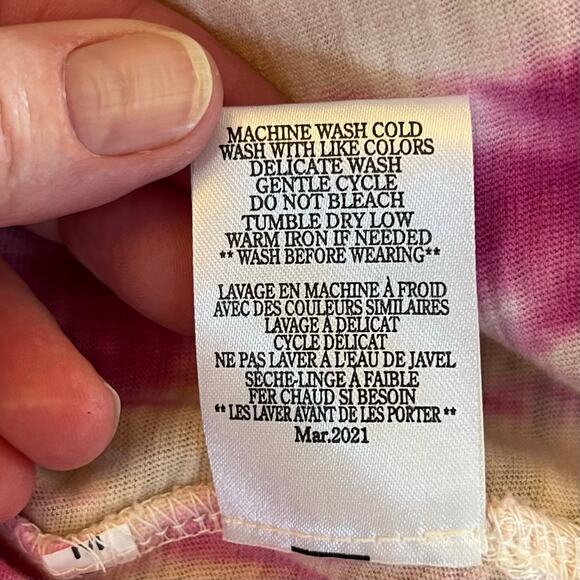 MACHINE WASH COLD
WASH WITH LIKE COLORS
DELICATE WASH
GENTLE CYCLE
DO NOT BLEACH
TUMBLE DRY LOW
WARM IRON IF NEEDED
** WASH BEFORE WEARING**
LAVAGE EN MACHINE À FROID
AVEC DES COULEURS SIMILAIRES
LAVAGE À DELICAT
CYCLE DELICAT
NE PAS LAVER À L'EAU DE JAVEL
SÈCHE-LINGE À FAIBLE
FER CHAUD SI BESOIN
** LES LAVER AVANT DE LES PORTER**
Mar.2021
M